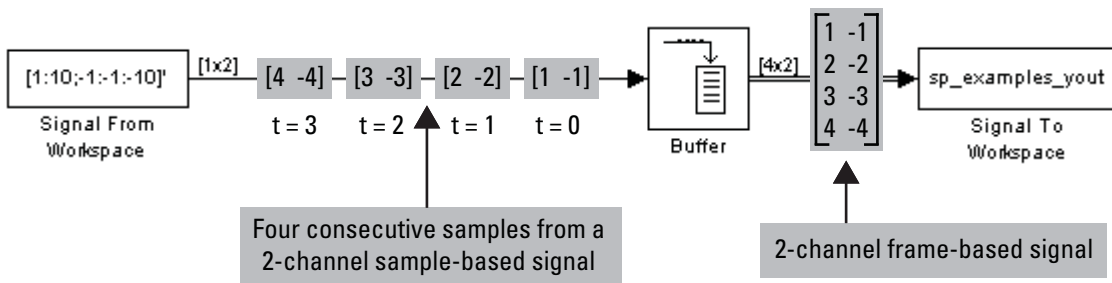 [1:10;-1:-1:-10]'
Signal From
Workspace
[1x2]
[4 -4]
[3 -3]
[2 -2]
[1 -1]
t = 3
t = 2
t = 1
t = 0
Buffer
[4x2]
1 -1
2 -2
3 -3
4 -4
sp_examples_yout
Signal To
Workspace
Four consecutive samples from a
2-channel sample-based signal
2-channel frame-based signal